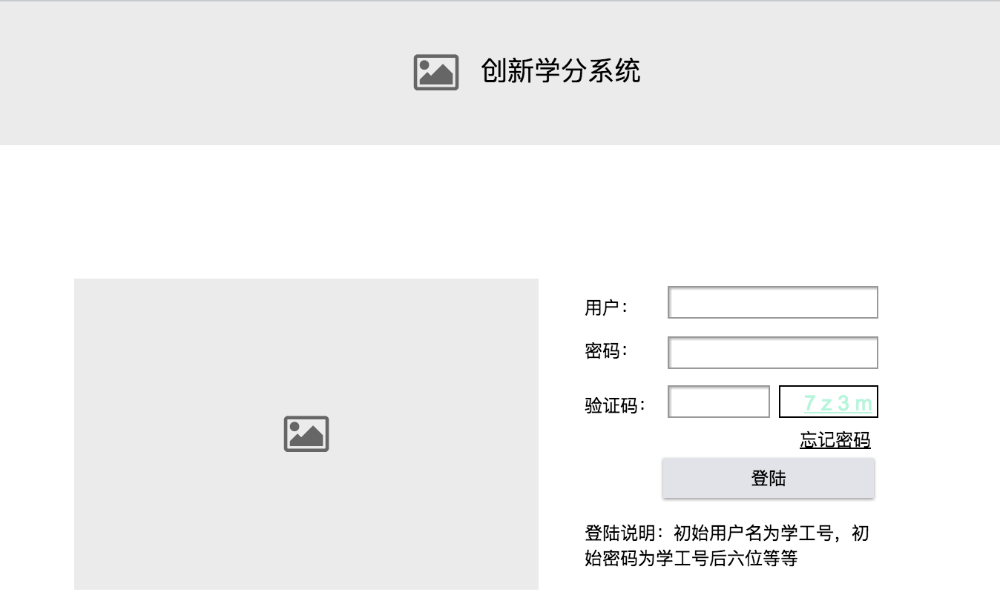 创新学分系统
用户：
密码：
验证码：
7 z 3 m
忘记密码
登陆
登陆说明：初始用户名为学工号，初
始密码为学工号后六位等等